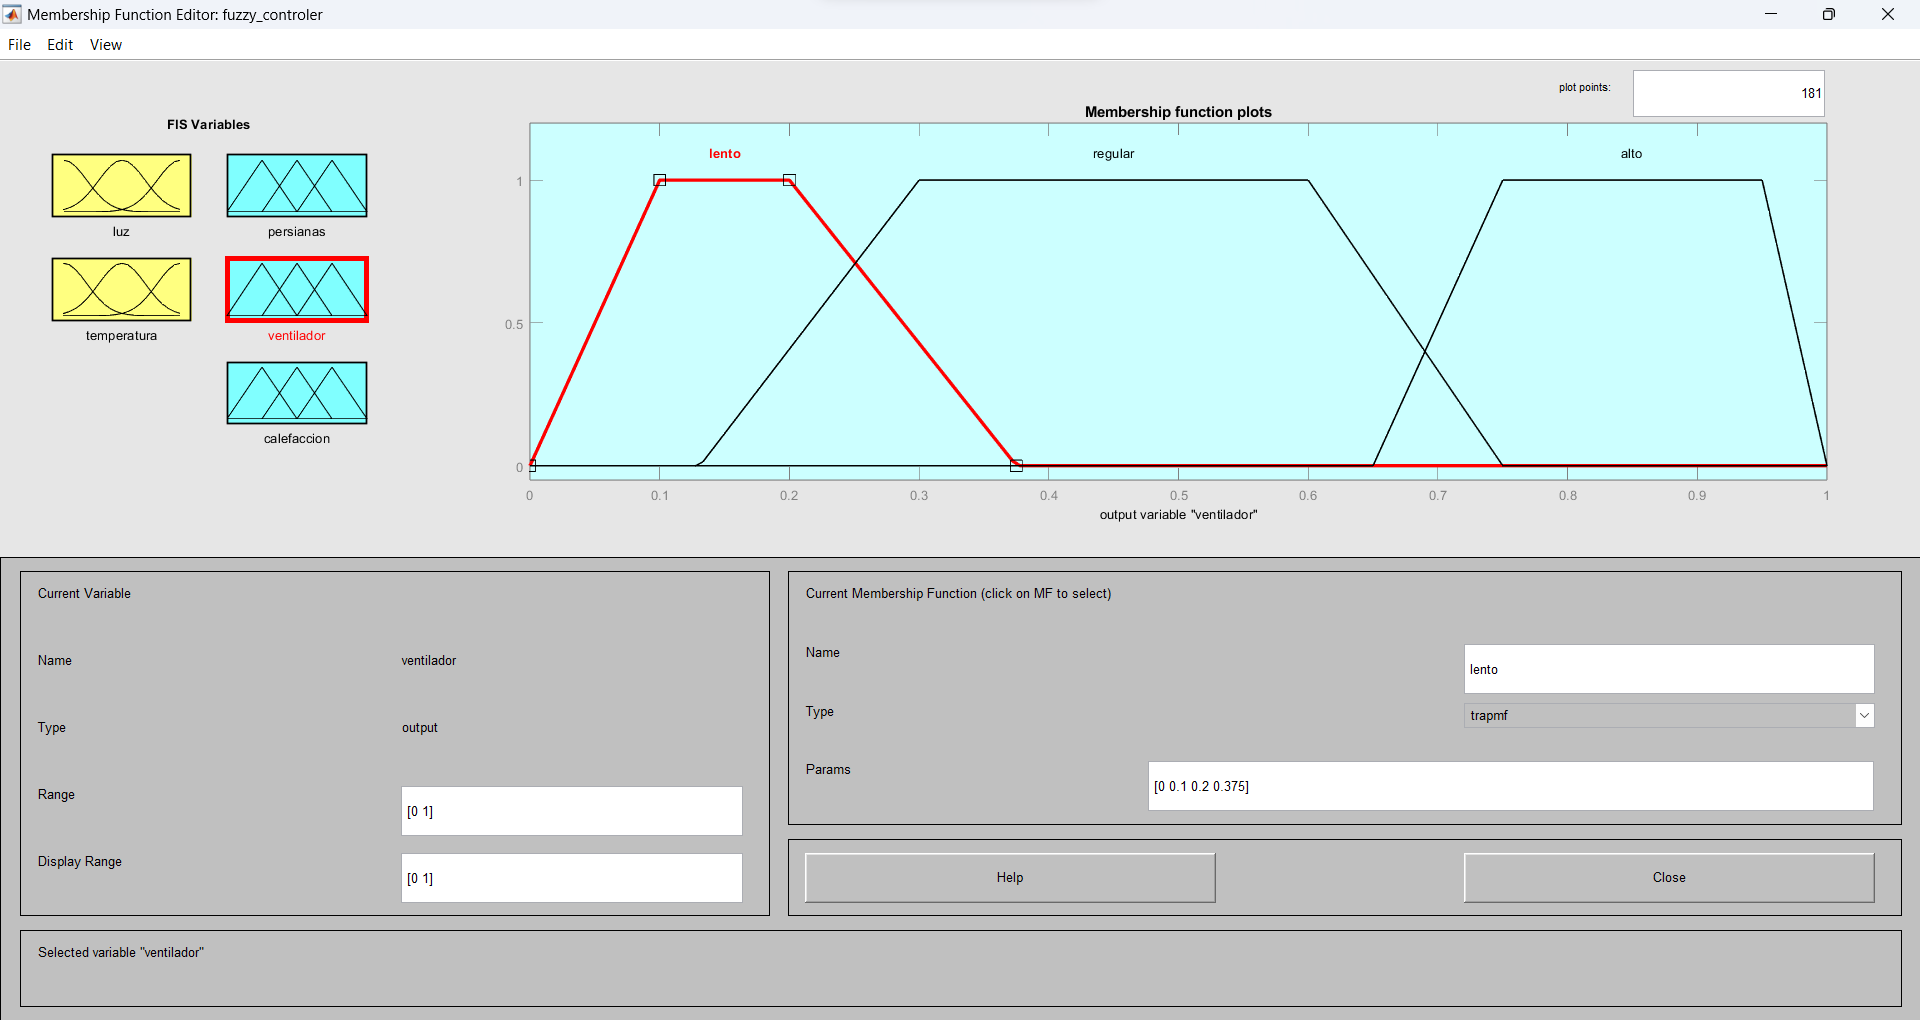 Membership Function Editor: fuzzy_controler
File Edit View
plot points:
181
FIS Variables
luz
persianas
temperatura
ventilador
calefaccion
Membership function plots
lento
regular
alto
1
0.5
0
0 0.1 0.2 0.3 0.4 0.5 0.6 0.7 0.8 0.9 1
output variable "ventilador"
Current Variable
Name ventilador
Type output
Range [0 1]
Display Range [0 1]
Current Membership Function (click on MF to select)
Name lento
Type trapmf
Params [0 0.1 0.2 0.375]
Help
Close
Selected variable "ventilador"